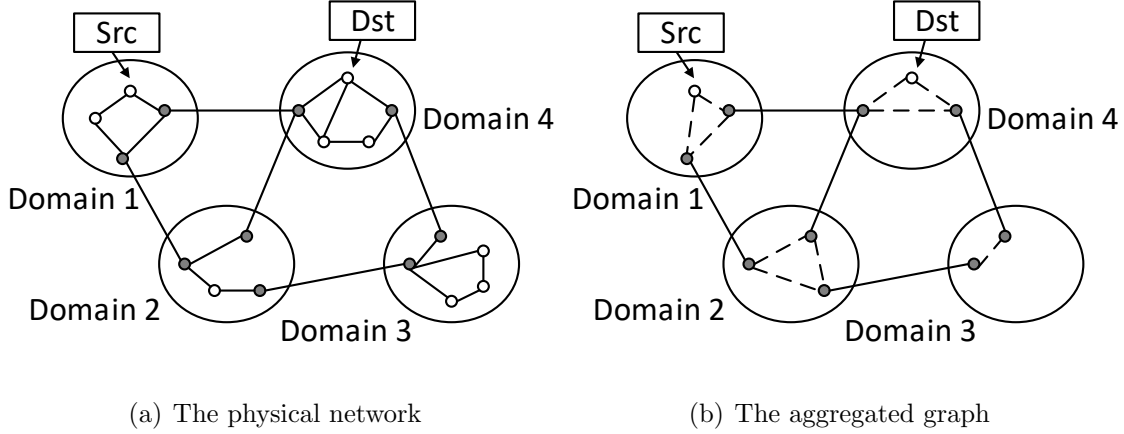 Src
Dst
Domain 4
Domain 1
Domain 2
Domain 3
(a) The physical network
Src
Dst
Domain 4
Domain 1
Domain 2
Domain 3
(b) The aggregated graph